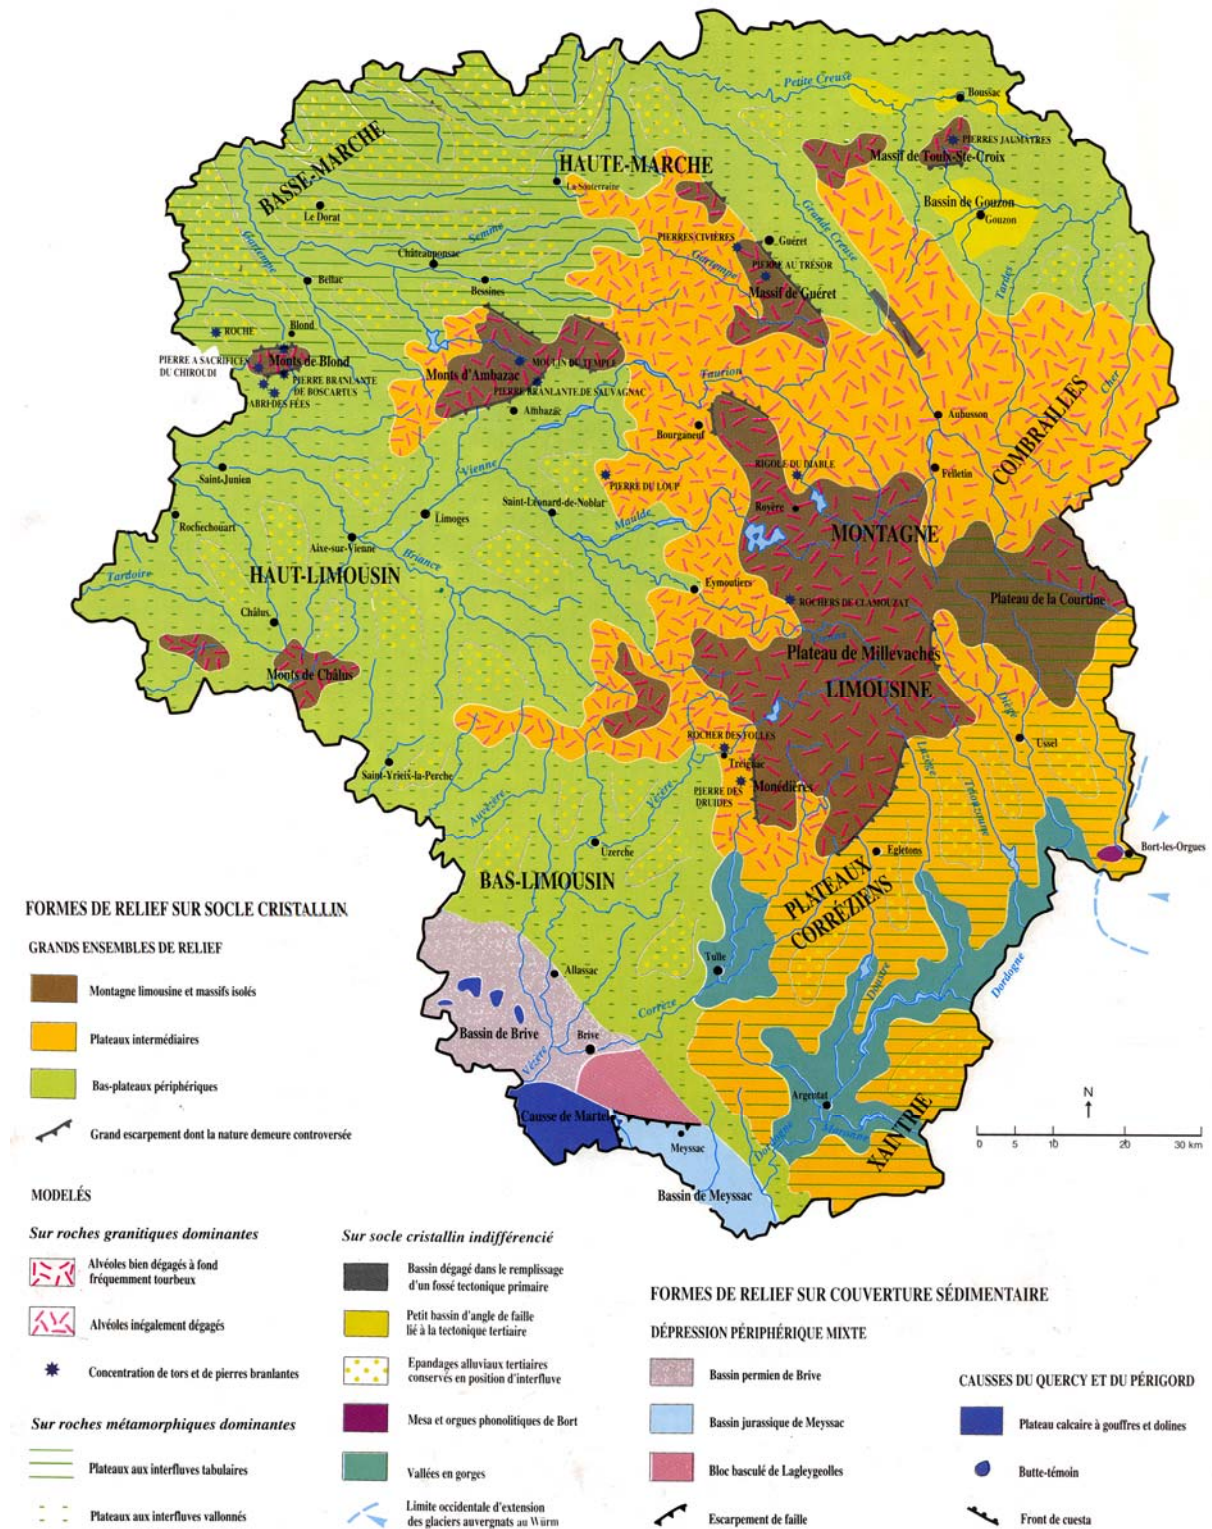 Petite Creuse
Boussac
PIERRES JAUMÂTRES
Massif de Toulx-Ste-Croix
BASSE-MARCHE
HAUTE-MARCHE
La Souterraine
Bassin de Gouzon
Gouzon
Le Dorat
Grande Creuse
Guéret
PIERRES CIVIÈRES
Gartempe
Semme
Châteauponsac
Gartempe
PIERRE AU TRÉSOR
Massif de Guéret
Tardes
Bellac
Bessines
ROCHE
Blond
PIERRE A SACRIFICES
DU CHIROUDI
Monts de Blond
MOULIN DU TEMPLE
Monts d'Ambazac
Taurion
PIERRE BRANLANTE
DE BOSCARTUS
PIERRE BRANLANTE DE SAUVAGNAC
ABRI DES FÉES
Ambazac
Cher
Aubusson
Bourganeuf
COMBRAILLES
Saint-Junien
Vienne
RIGOLE DU DIABLE
Felletin
PIERRE DU LOUP
Saint-Léonard-de-Noblat
Rochechouart
Limoges
Royère
Maulde
MONTAGNE
Aixe-sur-Vienne
Briance
HAUT-LIMOUSIN
Tardoire
Eymoutiers
ROCHERS DE CLAMOUZAT
Plateau de la Courtine
Châlus
Vienne
Plateau de Millevaches
Monts de Châlus
LIMOUSINE
Diège
ROCHER DES FOLLES
Ussel
Luzège
Treignac
Saint-Yrieix-la-Perche
PIERRE DES
DRUIDES
Monédières
Triouzoune
Auvézère
Vézère
Uzerche
Egletons
Bort-les-Orgues
BAS-LIMOUSIN
PLATEAUX
CORRÉZIENS
Tulle
Allassac
Doustre
Dordogne
Corrèze
Bassin de Brive
Brive
Vézère
Argentat
Causse de Martel
Maronne
XAINTRIE
Meyssac
Dordogne
Bassin de Meyssac
N
0 5 10 20 30 km
FORMES DE RELIEF SUR SOCLE CRISTALLIN
GRANDS ENSEMBLES DE RELIEF
Montagne limousine et massifs isolés
Plateaux intermédiaires
Bas-plateaux périphériques
Grand escarpement dont la nature demeure controversée
MODELÉS
Sur roches granitiques dominantes
Alvéoles bien dégagés à fond
fréquemment tourbeux
Alvéoles inégalement dégagés
Concentration de tors et de pierres branlantes
Sur roches métamorphiques dominantes
Plateaux aux interfluves tabulaires
Plateaux aux interfluves vallonnés
Sur socle cristallin indifférencié
Bassin dégagé dans le remplissage
d'un fossé tectonique primaire
Petit bassin d'angle de faille
lié à la tectonique tertiaire
Epandages alluviaux tertiaires
conservés en position d'interfluve
Mesa et orgues phonolitiques de Bort
Vallées en gorges
Limite occidentale d'extension
des glaciers auvergnats au Würm
FORMES DE RELIEF SUR COUVERTURE SÉDIMENTAIRE
DÉPRESSION PÉRIPHÉRIQUE MIXTE
Bassin permien de Brive
Bassin jurassique de Meyssac
Bloc basculé de Lagleygeolles
Escarpement de faille
CAUSSES DU QUERCY ET DU PÉRIGORD
Plateau calcaire à gouffres et dolines
Butte-témoin
Front de cuesta